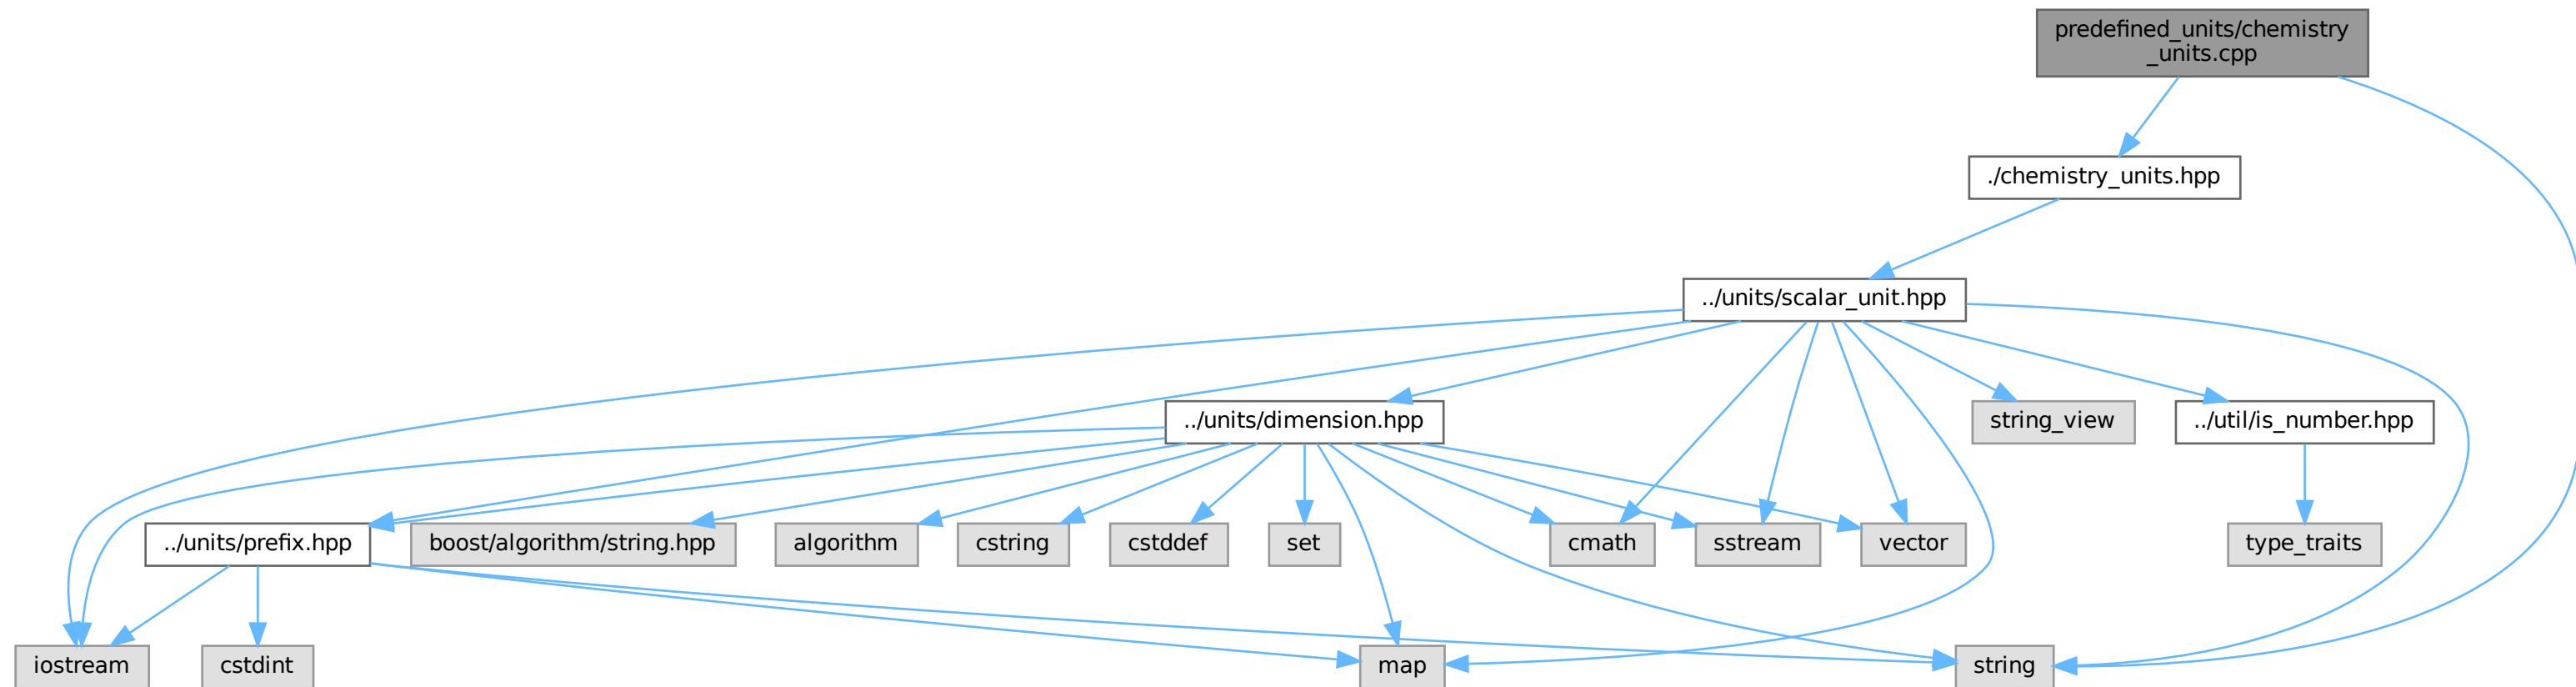 predefined_units/chemistry
_units.cpp
./chemistry_units.hpp
../units/scalar_unit.hpp
../units/dimension.hpp
string_view
../util/is_number.hpp
../units/prefix.hpp
boost/algorithm/string.hpp
algorithm
cstring
cstddef
set
cmath
sstream
vector
type_traits
iostream
cstdint
map
string